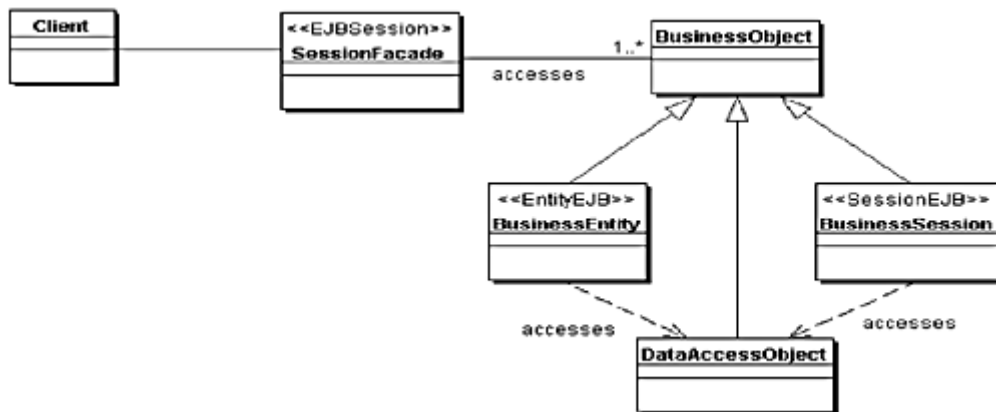 Client
<<EJBSession>>
SessionFacade
1..*
accesses
BusinessObject
<<EntityEJB>>
BusinessEntity
<<SessionEJB>>
BusinessSession
accesses
accesses
DataAccessObject